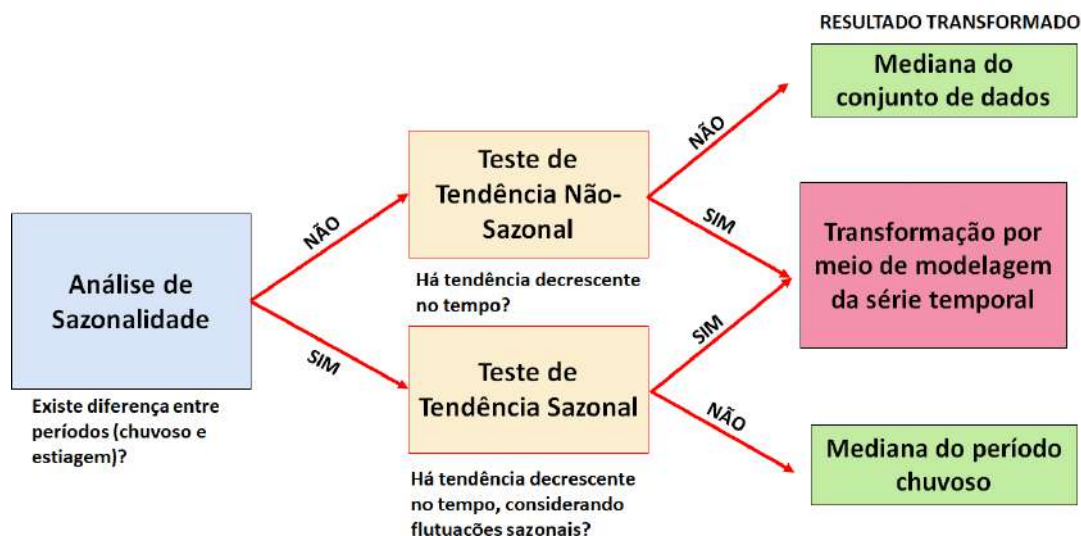 RESULTADO TRANSFORMADO
Mediana do
conjunto de dados
NÃO
Teste de
Tendência Não-
Sazonal
SIM
NÃO
Há tendência decrescente
no tempo?
Transformação por
meio de modelagem
da série temporal
Análise de
Sazonalidade
SIM
Existe diferença entre
períodos (chuvoso e
estiagem)?
SIM
Teste de
Tendência Sazonal
NÃO
Há tendência decrescente
no tempo, considerando
flutuações sazonais?
Mediana do período
chuvoso